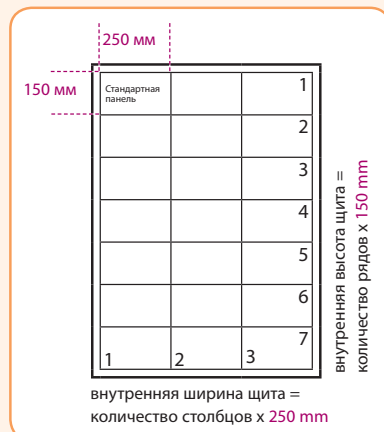 250 мм
150 мм
Стандартная
панель
1
2
3
4
5
6
7
1 2 3
внутренняя высота щита =
количество рядов x 150 mm
внутренняя ширина щита =
количество столбцов x 250 mm